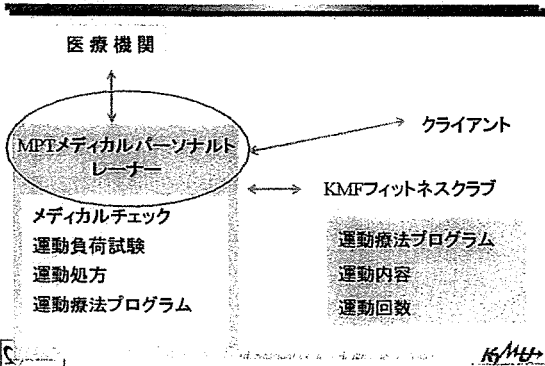 医療機関
クライアント
MPTメディカルパーソナルト
レーナー
KMFフィットネスクラブ
メディカルチェック
運動負荷試験
運動処方
運動療法プログラム
運動療法プログラム
運動内容
運動回数